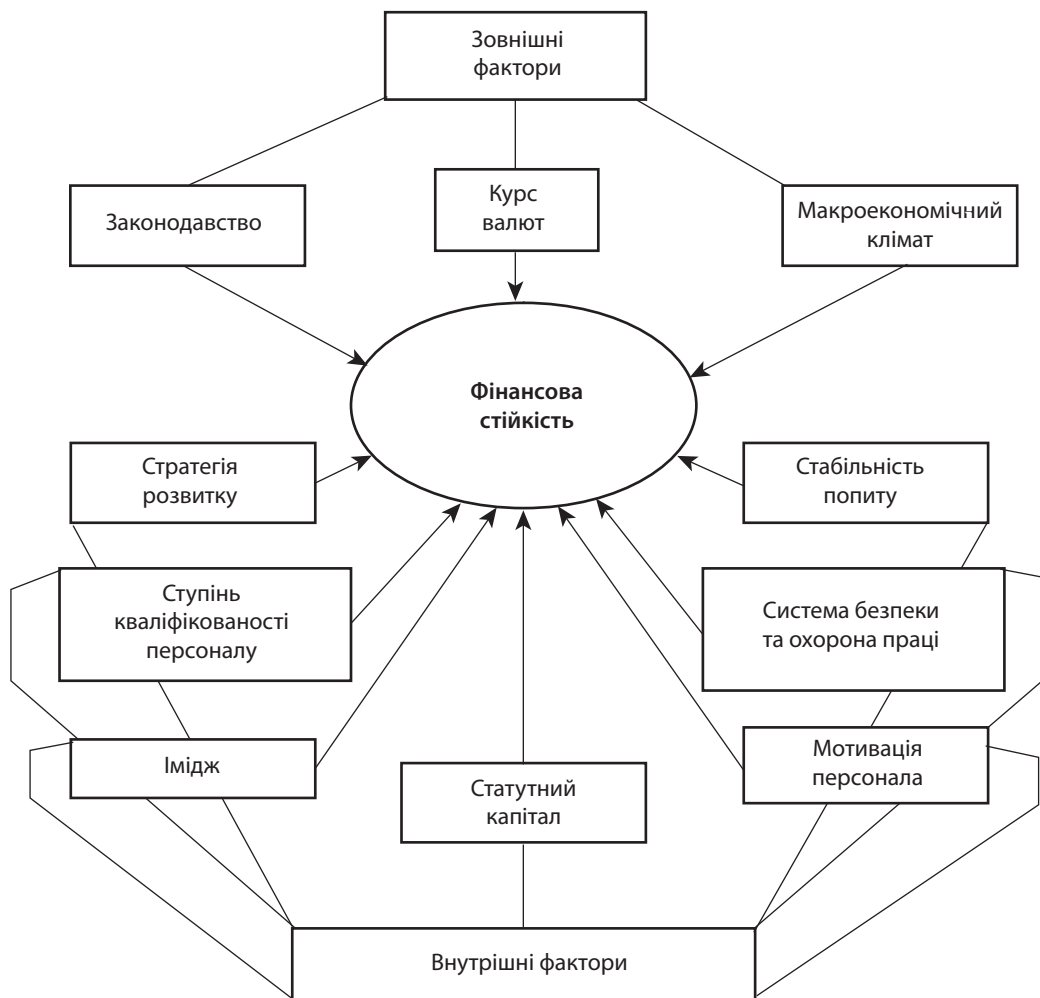 Зовнішні
фактори
Законодавство
Курс
валют
Макроекономічний
клімат
Фінансова
стійкість
Стратегія
розвитку
Стабільність
попиту
Ступінь
кваліфікованості
персоналу
Система безпеки
та охорона праці
Імідж
Статутний
капітал
Мотивація
персонала
Внутрішні фактори